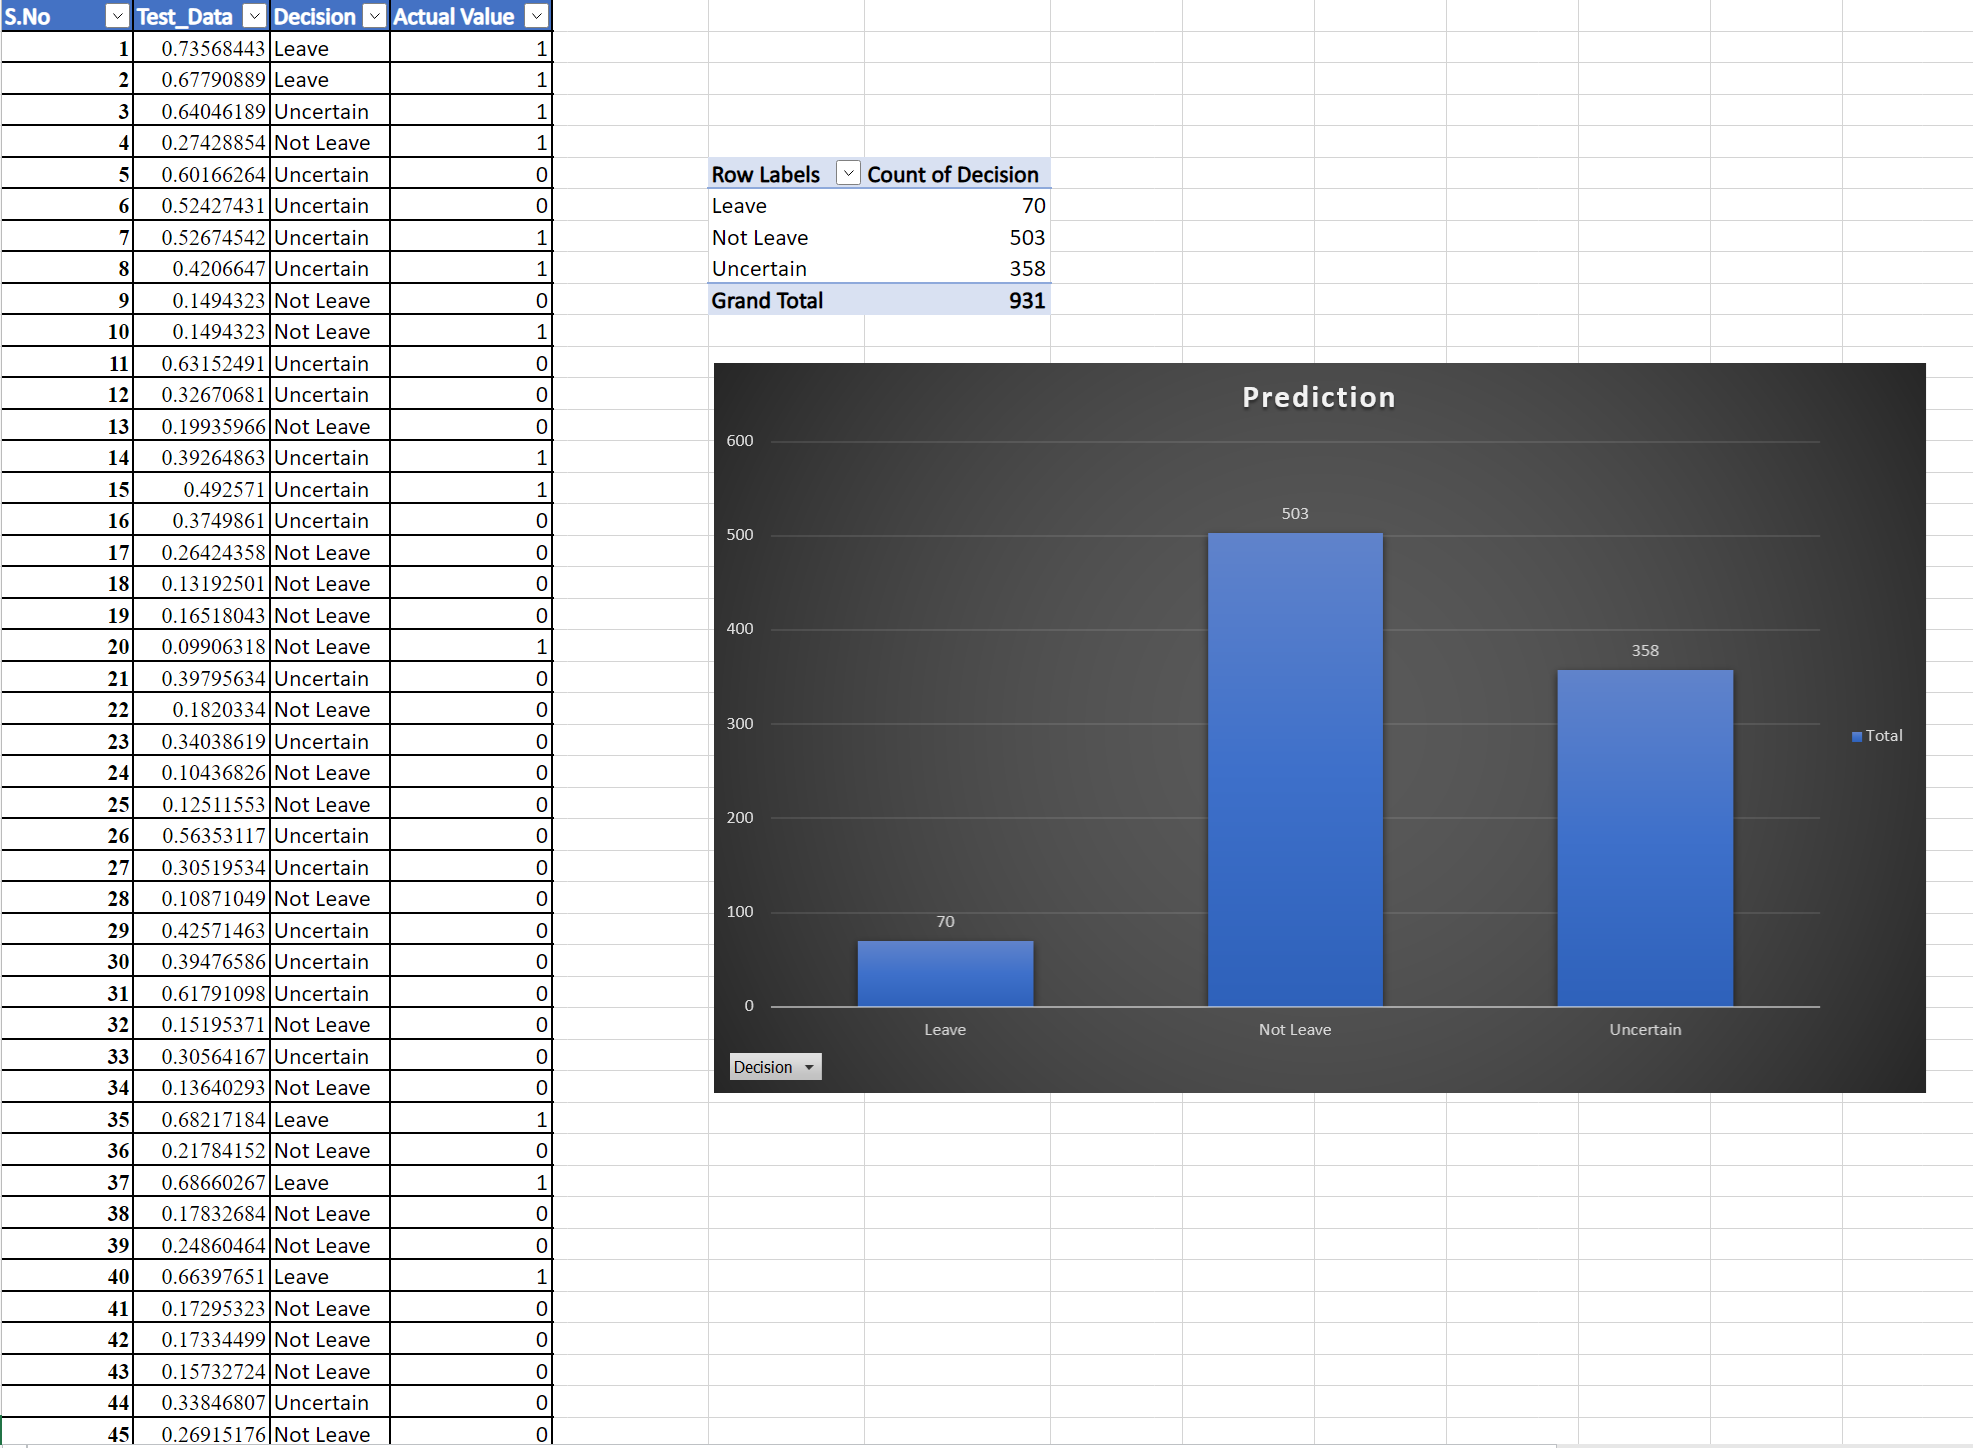 S.No Test_Data Decision Actual Value
1 0.73568443 Leave 1
2 0.67790889 Leave 1
3 0.64046189 Uncertain 1
4 0.27428854 Not Leave 1
5 0.60166264 Uncertain 0
6 0.52427431 Uncertain 0
7 0.52674542 Uncertain 1
8 0.4206647 Uncertain 1
9 0.1494323 Not Leave 0
10 0.1494323 Not Leave 1
11 0.63152491 Uncertain 0
12 0.32670681 Uncertain 0
13 0.19935966 Not Leave 0
14 0.39264863 Uncertain 1
15 0.492571 Uncertain 1
16 0.3749861 Uncertain 0
17 0.26424358 Not Leave 0
18 0.13192501 Not Leave 0
19 0.16518043 Not Leave 0
20 0.09906318 Not Leave 1
21 0.39795634 Uncertain 0
22 0.1820334 Not Leave 0
23 0.34038619 Uncertain 0
24 0.10436826 Not Leave 0
25 0.12511553 Not Leave 0
26 0.56353117 Uncertain 0
27 0.30519534 Uncertain 0
28 0.10871049 Not Leave 0
29 0.42571463 Uncertain 0
30 0.39476586 Uncertain 0
31 0.61791098 Uncertain 0
32 0.15195371 Not Leave 0
33 0.30564167 Uncertain 0
34 0.13640293 Not Leave 0
35 0.68217184 Leave 1
36 0.21784152 Not Leave 0
37 0.68660267 Leave 1
38 0.17832684 Not Leave 0
39 0.24860464 Not Leave 0
40 0.66397651 Leave 1
41 0.17295323 Not Leave 0
42 0.17334499 Not Leave 0
43 0.15732724 Not Leave 0
44 0.33846807 Uncertain 0
45 0.26915176 Not Leave 0
Row Labels Count of Decision
Leave 70
Not Leave 503
Uncertain 358
Grand Total 931
Prediction
600
503
500
400
358
300
Total
200
100
70
0
Leave Not Leave Uncertain
Decision